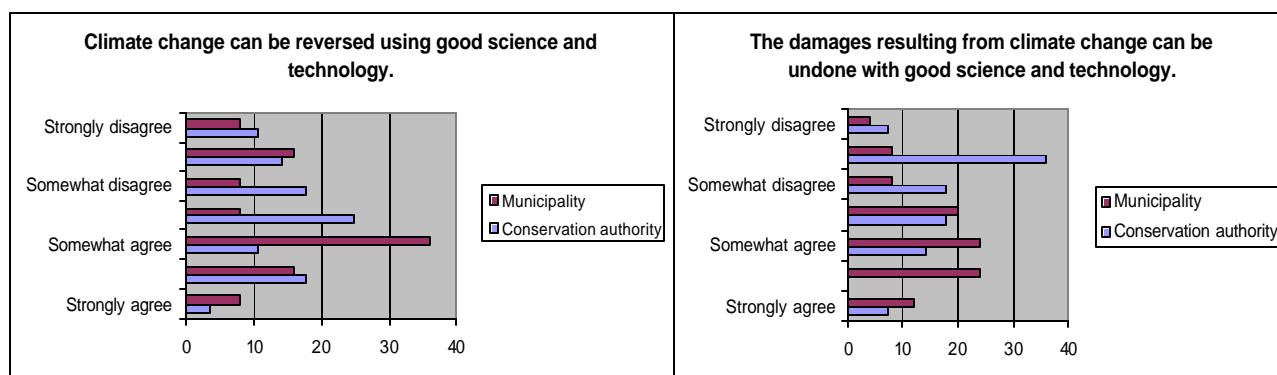 Climate change can be reversed using good science and
technology.
Strongly disagree
Somewhat disagree
Somewhat agree
Strongly agree
0 10 20 30 40
Municipality
Conservation authority
The damages resulting from climate change can be
undone with good science and technology.
Strongly disagree
Somewhat disagree
Somewhat agree
Strongly agree
0 10 20 30 40
Municipality
Conservation authority